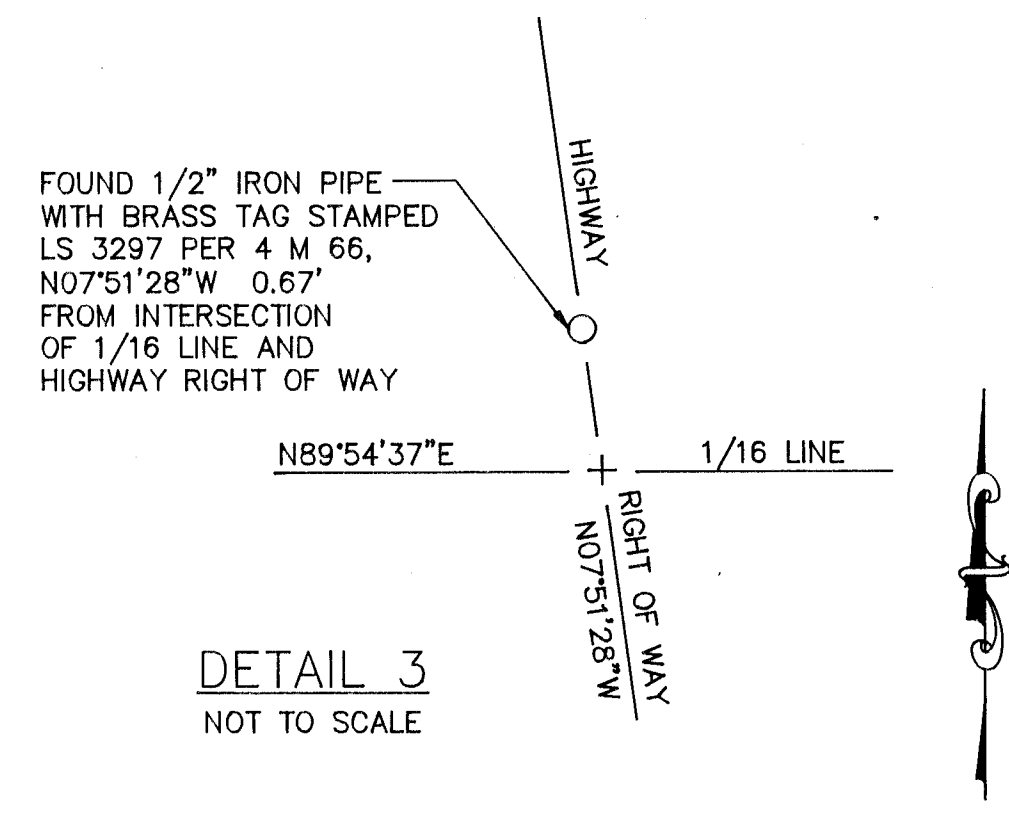 HIGHWAY
FOUND 1/2" IRON PIPE
WITH BRASS TAG STAMPED
LS 3297 PER 4 M 66,
N07°51'28"W 0.67'
FROM INTERSECTION
OF 1/16 LINE AND
HIGHWAY RIGHT OF WAY
N89°54'37"E
1/16 LINE
RIGHT OF WAY
N07°51'28"W
DETAIL 3
NOT TO SCALE